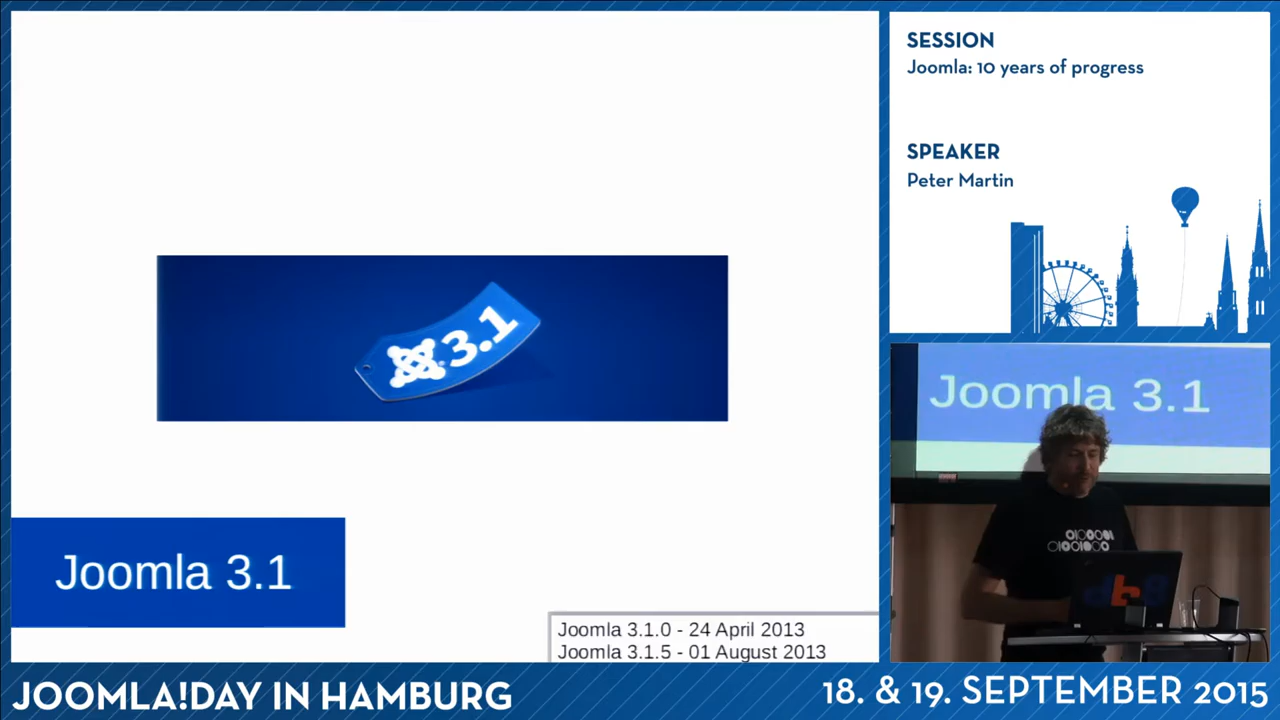 SESSION
Joomla: 10 years of progress
SPEAKER
Peter Martin
3.1
Joomla 3.1
Joomla 3.1.0 - 24 April 2013
Joomla 3.1.5 - 01 August 2013
Joomla 3.1
db8
JOOMLA!DAY IN HAMBURG
18. & 19. SEPTEMBER 2015